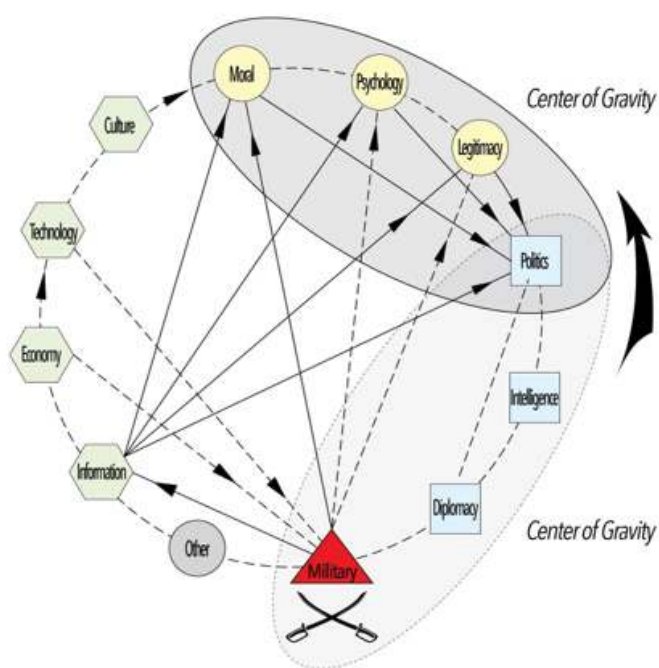 Moral
Psychology
Center of Gravity
Culture
Legitimacy
Technology
Politics
Economy
Intelligence
Information
Diplomacy
Other
Center of Gravity
Military